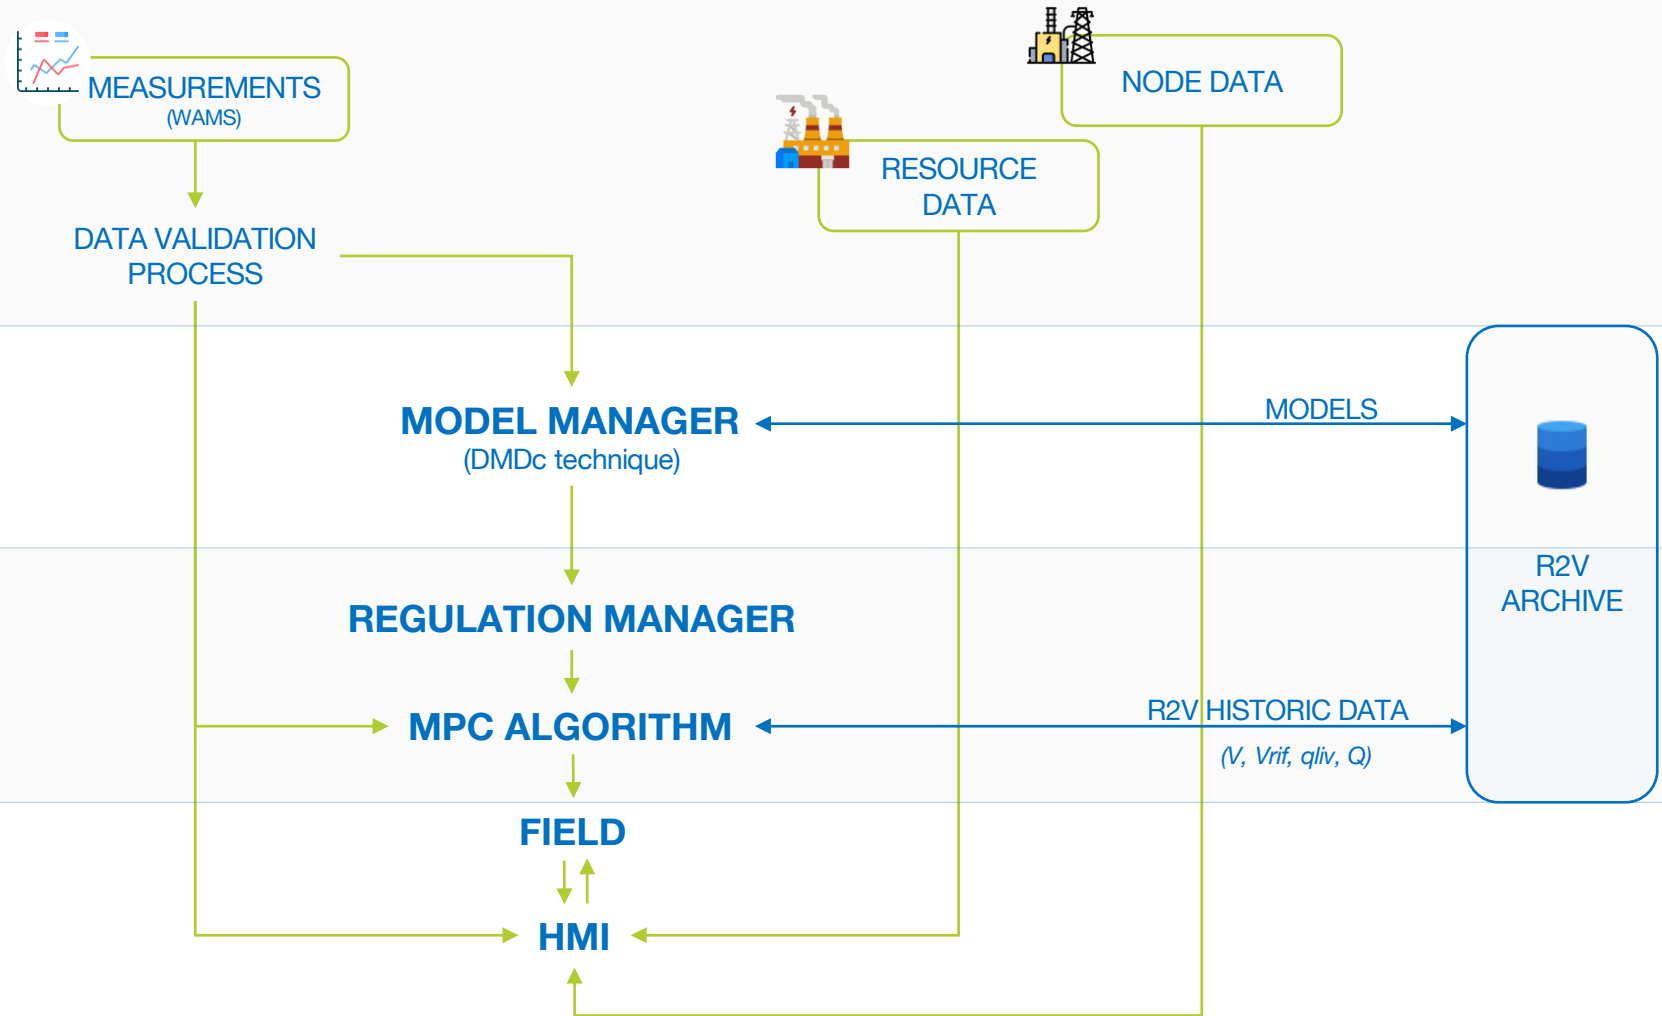 MEASUREMENTS
(WAMS)
NODE DATA
RESOURCE
DATA
DATA VALIDATION
PROCESS
MODEL MANAGER
(DMDc technique)
MODELS
R2V
ARCHIVE
REGULATION MANAGER
MPC ALGORITHM
R2V HISTORIC DATA
(V, Vrif, qliv, Q)
FIELD
HMI